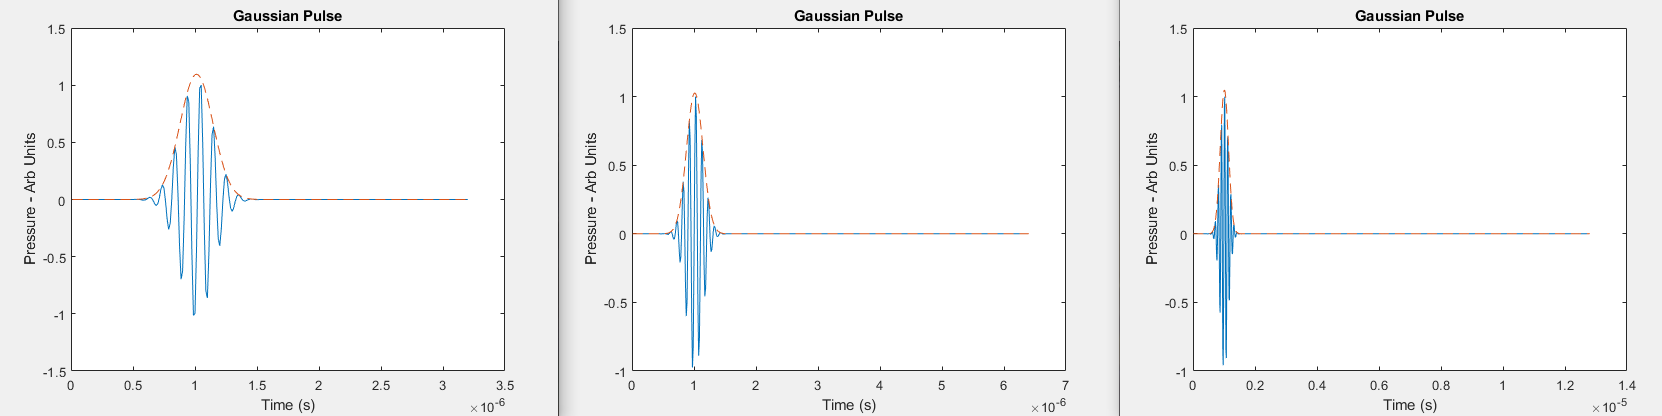 Gaussian Pulse
1.5
1
0.5
0
-0.5
-1
-1.5
Pressure - Arb Units
0 0.5 1 1.5 2 2.5 3 3.5
Time (s)
×10^-6
Gaussian Pulse
1.5
1
0.5
0
-0.5
-1
Pressure - Arb Units
0 1 2 3 4 5 6 7
Time (s)
×10^-6
Gaussian Pulse
1.5
1
0.5
0
-0.5
-1
Pressure - Arb Units
0 0.2 0.4 0.6 0.8 1 1.2 1.4
Time (s)
×10^-5